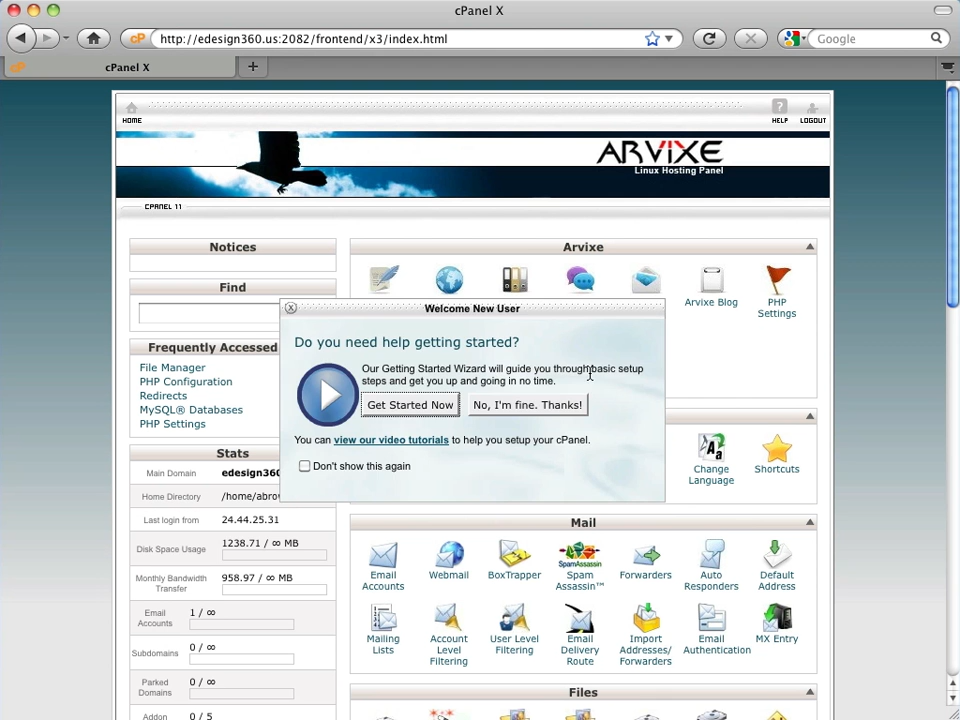 cPanel X
http://edesign360.us:2082/frontend/x3/index.html
Google
cPanel X
HOME
HELP
LOGOUT
ARVIXE
Linux Hosting Panel
CPANEL 11
Notices
Find
Frequently Accessed
File Manager
PHP Configuration
Redirects
MySQL® Databases
PHP Settings
Stats
Main Domain edesign360
Home Directory /home/abro
Last login from 24.44.25.31
Disk Space Usage 1238.71 / ∞ MB
Monthly Bandwidth Transfer 958.97 / ∞ MB
Email Accounts 1 / ∞
Subdomains 0 / ∞
Parked Domains 0 / ∞
Addon 0 / 5
Arvixe
Arvixe Blog
PHP Settings
Welcome New User
Do you need help getting started?
Our Getting Started Wizard will guide you through basic setup
steps and get you up and going in no time.
Get Started Now
No, I'm fine. Thanks!
You can view our video tutorials to help you setup your cPanel.
Don't show this again
Change Language
Shortcuts
Mail
Email Accounts
Webmail
BoxTrapper
Spam Assassin™
Forwarders
Auto Responders
Default Address
Mailing Lists
Account Level Filtering
User Level Filtering
Email Delivery Route
Import Addresses/ Forwarders
Email Authentication
MX Entry
Files